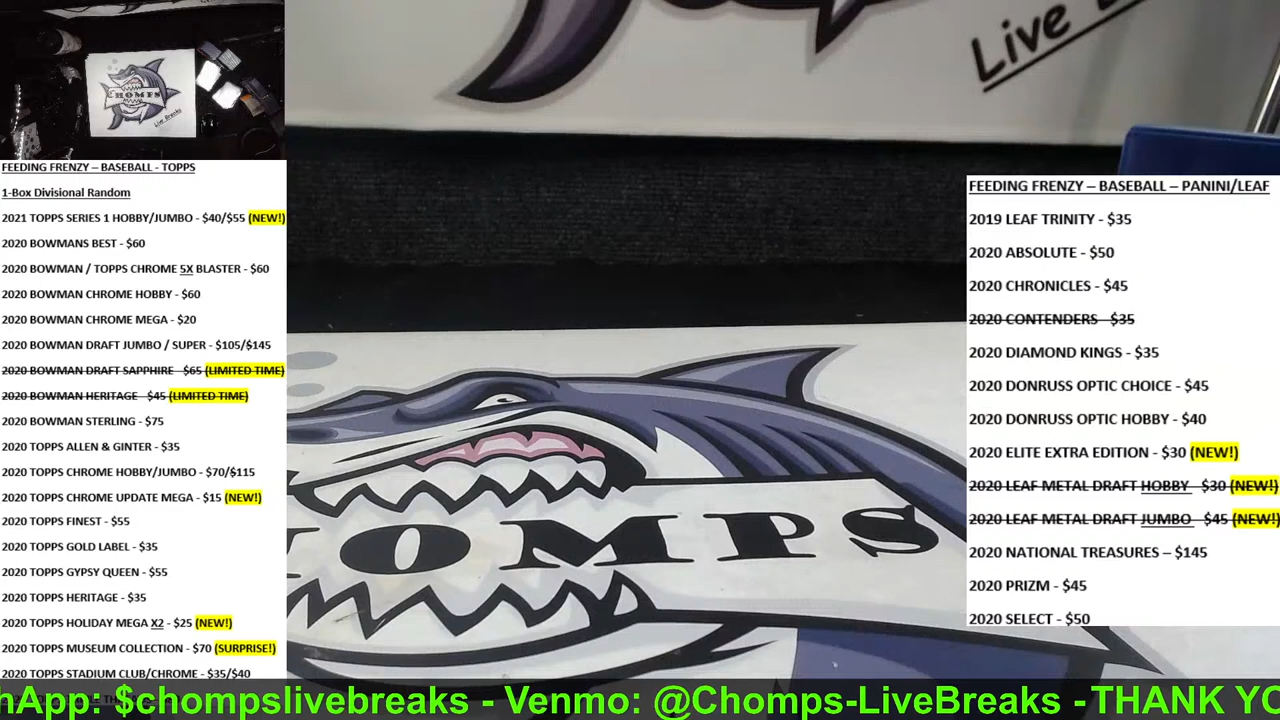 Live
CHOMPS
Live Breaks
FEEDING FRENZY – BASEBALL - TOPPS
1-Box Divisional Random
2021 TOPPS SERIES 1 HOBBY/JUMBO - $40/$55 (NEW!)
2020 BOWMANS BEST - $60
2020 BOWMAN / TOPPS CHROME 5X BLASTER - $60
2020 BOWMAN CHROME HOBBY - $60
2020 BOWMAN CHROME MEGA - $20
2020 BOWMAN DRAFT JUMBO / SUPER - $105/$145
2020 BOWMAN DRAFT SAPPHIRE - $65 (LIMITED TIME)
2020 BOWMAN HERITAGE - $45 (LIMITED TIME)
2020 BOWMAN STERLING - $75
2020 TOPPS ALLEN & GINTER - $35
2020 TOPPS CHROME HOBBY/JUMBO - $70/$115
2020 TOPPS CHROME UPDATE MEGA - $15 (NEW!)
2020 TOPPS FINEST - $55
2020 TOPPS GOLD LABEL - $35
2020 TOPPS GYPSY QUEEN - $55
2020 TOPPS HERITAGE - $35
2020 TOPPS HOLIDAY MEGA X2 - $25 (NEW!)
2020 TOPPS MUSEUM COLLECTION - $70 (SURPRISE!)
2020 TOPPS STADIUM CLUB/CHROME - $35/$40
FEEDING FRENZY – BASEBALL – PANINI/LEAF
2019 LEAF TRINITY - $35
2020 ABSOLUTE - $50
2020 CHRONICLES - $45
2020 CONTENDERS - $35
2020 DIAMOND KINGS - $35
2020 DONRUSS OPTIC CHOICE - $45
2020 DONRUSS OPTIC HOBBY - $40
2020 ELITE EXTRA EDITION - $30 (NEW!)
2020 LEAF METAL DRAFT HOBBY - $30 (NEW!)
2020 LEAF METAL DRAFT JUMBO - $45 (NEW!)
2020 NATIONAL TREASURES – $145
2020 PRIZM - $45
2020 SELECT - $50
OMPS
hApp: $chompslivebreaks - Venmo: @Chomps-LiveBreaks - THANK YO